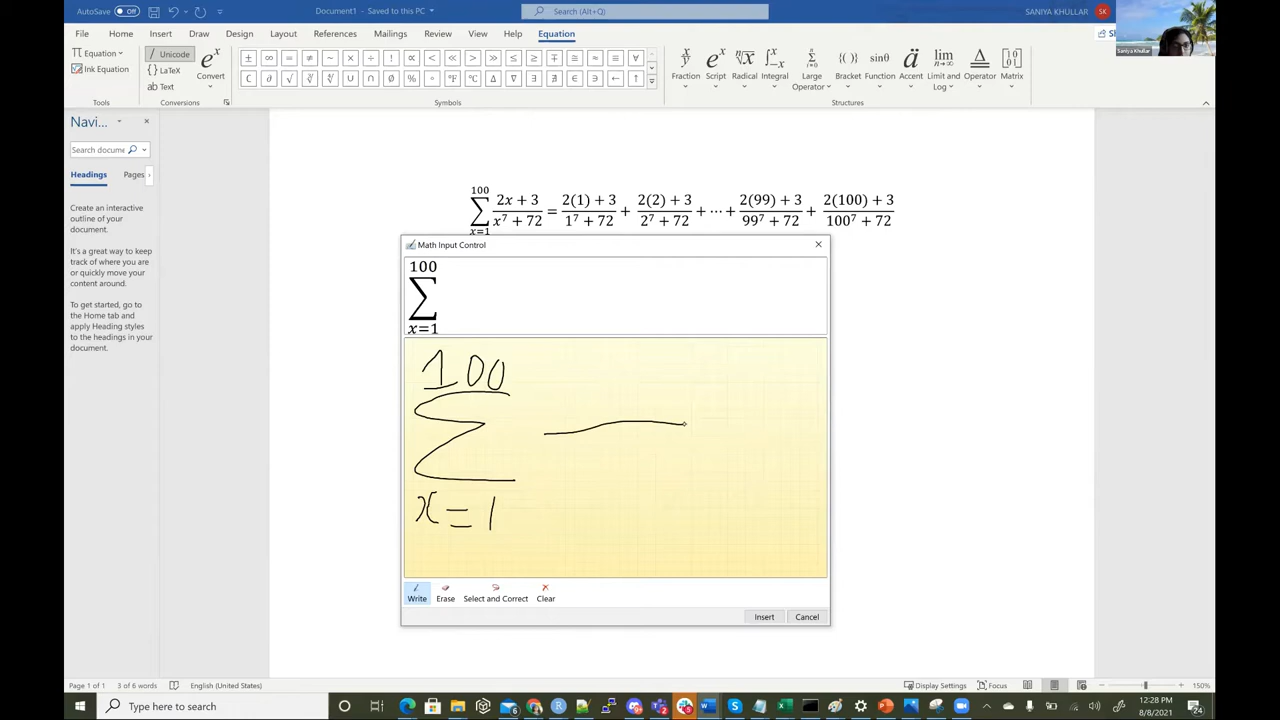 AutoSave Off Document1 - Saved to this PC Search (Alt+Q) SANIYA KHULLAR SK
File Home Insert Draw Design Layout References Mailings Review View Help Equation Sh
Saniya Khullar
Equation
Ink Equation
Unicode
LaTeX
Text
Convert
± ∞ = ≠ ~ × ÷ ! ∝ < ≪ > ≫ ≤ ≥ ∓ ≅ ≈ ≡ ∀
∁ ∂ √ ∛ ∜ ∪ ∩ ∅ % ° ℉ ℃ ∆ ∇ ∃ ∄ ∈ ∋ ← ↑
Fraction Script Radical Integral Large Operator Bracket Function Accent Limit and Log Operator Matrix
Tools Conversions Symbols Structures
Navi...
Search docume
Headings Pages
Create an interactive
outline of your
document.
It's a great way to keep
track of where you are
or quickly move your
content around.
To get started, go to
the Home tab and
apply Heading styles
to the headings in your
document.
100
∑ 2x + 3 / x⁷ + 72 = 2(1) + 3 / 1⁷ + 72 + 2(2) + 3 / 2⁷ + 72 + ⋯ + 2(99) + 3 / 99⁷ + 72 + 2(100) + 3 / 100⁷ + 72
x=1
Math Input Control
100
∑
x=1
100
∑
x = 1
Write Erase Select and Correct Clear
Insert Cancel
Page 1 of 1 3 of 6 words English (United States) Display Settings Focus 150%
Type here to search
12:28 PM
8/8/2021
24